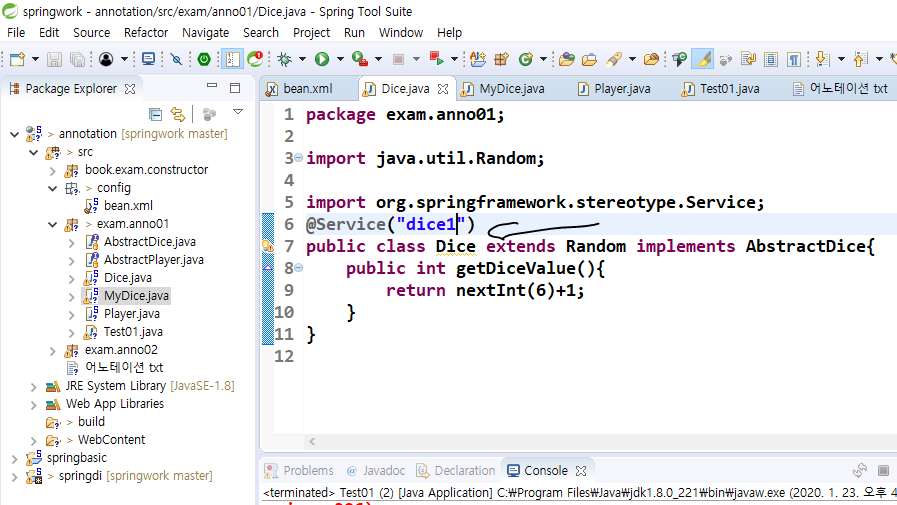 springwork - annotation/src/exam/anno01/Dice.java - Spring Tool Suite
File Edit Source Refactor Navigate Search Project Run Window Help
Package Explorer
> annotation [springwork master]
> src
book.exam.constructor
> config
bean.xml
> exam.anno01
AbstractDice.java
AbstractPlayer.java
Dice.java
MyDice.java
Player.java
Test01.java
exam.anno02
어노테이션 txt
JRE System Library [JavaSE-1.8]
Web App Libraries
> build
> WebContent
springbasic
> springdi [springwork master]
bean.xml Dice.java MyDice.java Player.java Test01.java 어노테이션 txt
1 package exam.anno01;
2
3 import java.util.Random;
4
5 import org.springframework.stereotype.Service;
6 @Service("dice1")
7 public class Dice extends Random implements AbstractDice{
8 public int getDiceValue(){
9 return nextInt(6)+1;
10 }
11 }
12
Problems @ Javadoc Declaration Console
<terminated> Test01 (2) [Java Application] C:₩Program Files₩Java₩jdk1.8.0_221₩bin₩javaw.exe (2020. 1. 23. 오후 4